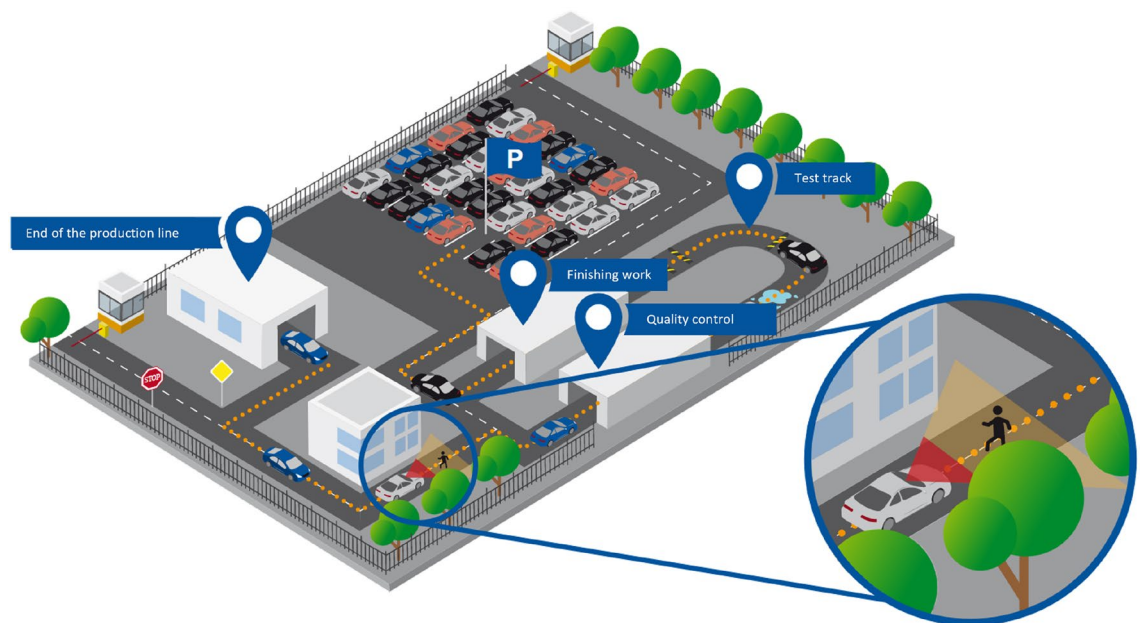 P
Test track
End of the production line
Finishing work
Quality control
STOP